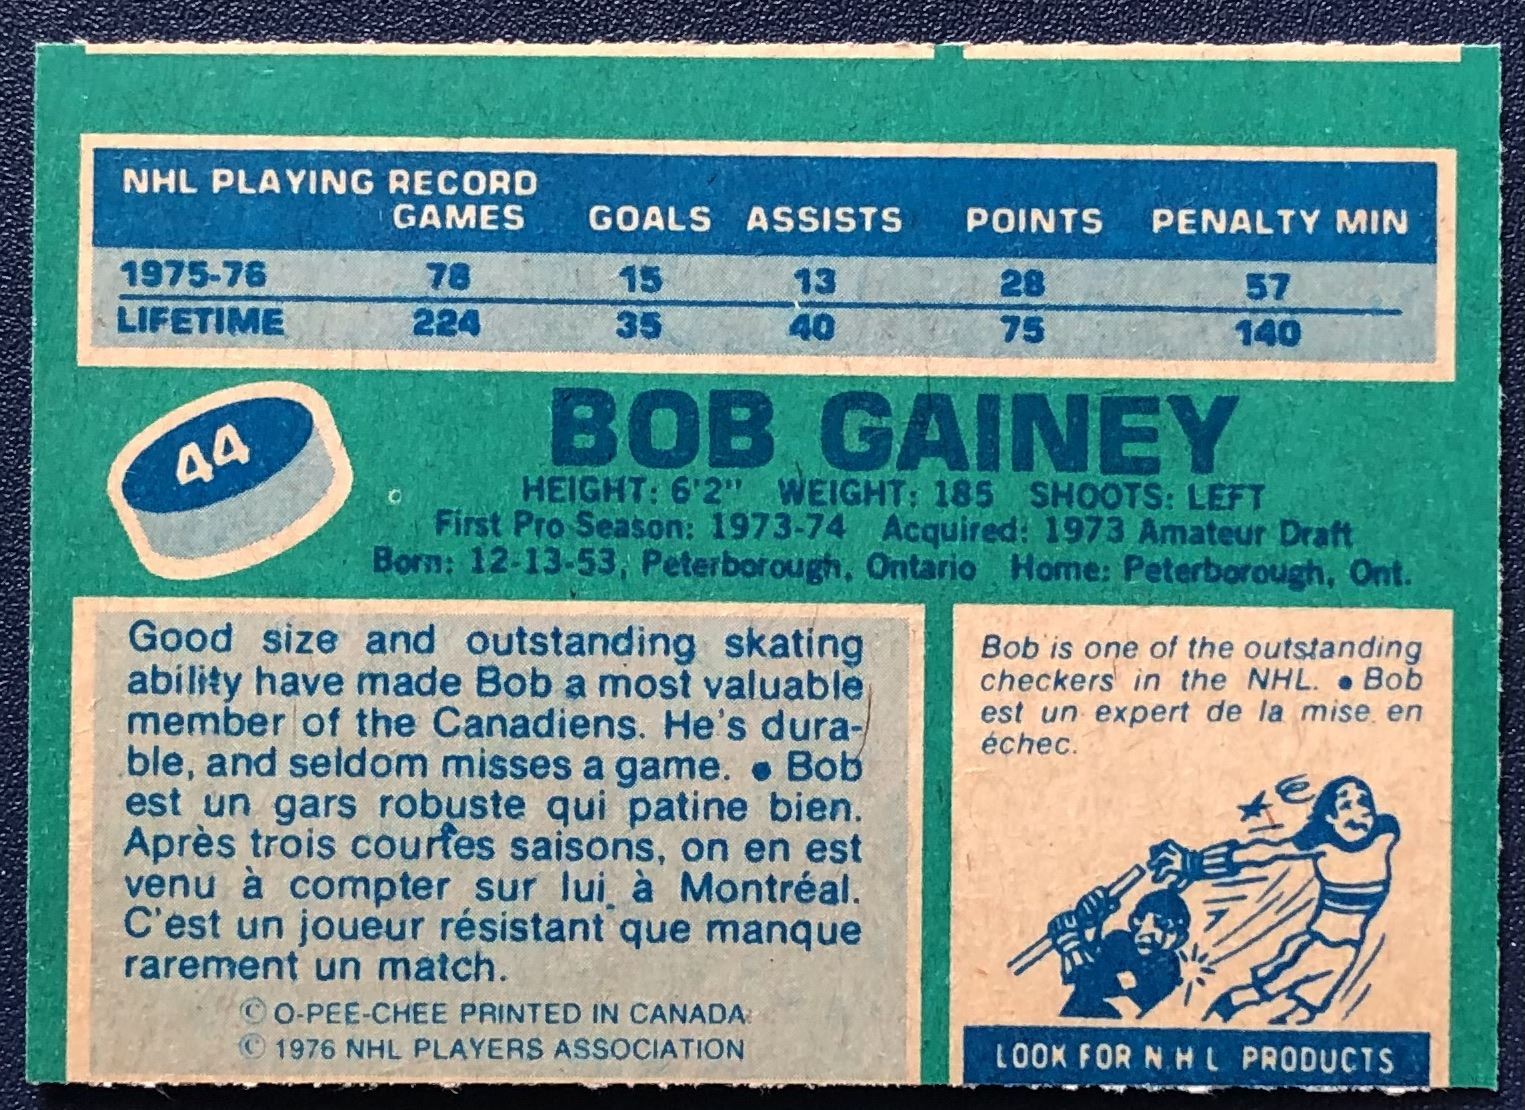 NHL PLAYING RECORD
GAMES GOALS ASSISTS POINTS PENALTY MIN
1975-76 78 15 13 28 57
LIFETIME 224 35 40 75 140
44
BOB GAINEY
HEIGHT: 6'2" WEIGHT: 185 SHOOTS: LEFT
First Pro Season: 1973-74 Acquired: 1973 Amateur Draft
Born: 12-13-53, Peterborough, Ontario Home: Peterborough, Ont.
Good size and outstanding skating
ability have made Bob a most valuable
member of the Canadiens. He's dura-
ble, and seldom misses a game. • Bob
est un gars robuste qui patine bien.
Après trois courtes saisons, on en est
venu à compter sur lui à Montréal.
C'est un joueur résistant que manque
rarement un match.
© O-PEE-CHEE PRINTED IN CANADA
© 1976 NHL PLAYERS ASSOCIATION
Bob is one of the outstanding
checkers in the NHL. • Bob
est un expert de la mise en
échec.
LOOK FOR N H L PRODUCTS